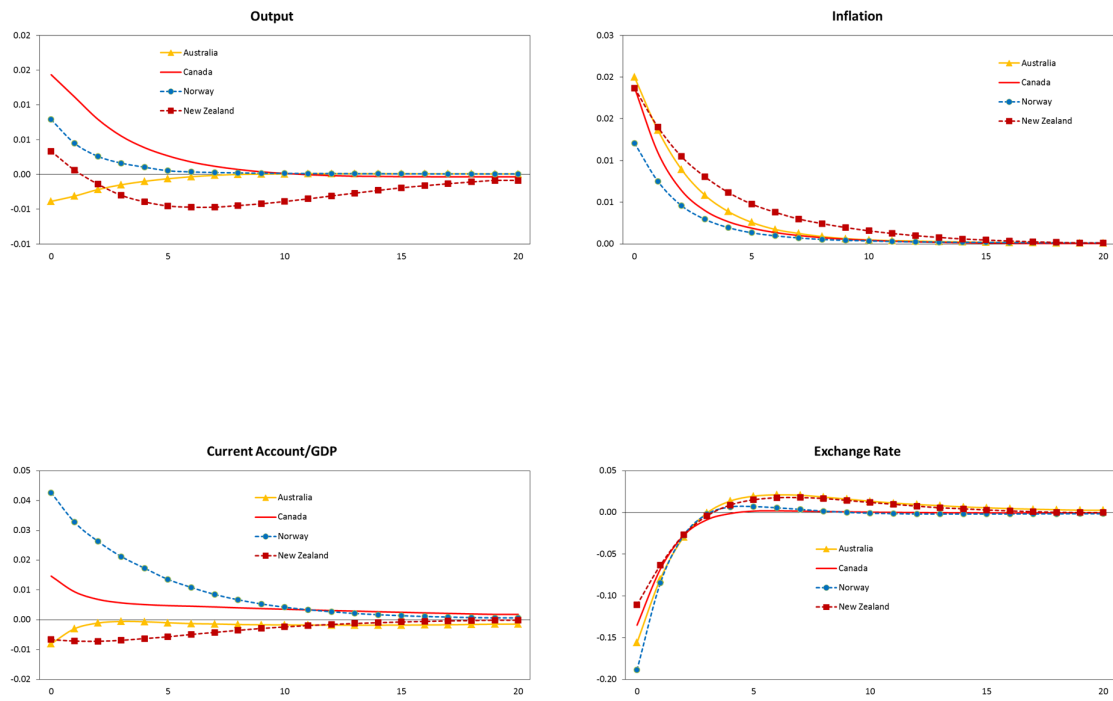 Output
0.02
0.02
0.01
0.01
0.00
-0.01
-0.01
0
5
10
15
20
Australia
Canada
Norway
New Zealand
Inflation
0.03
0.02
0.02
0.01
0.01
0.00
0
5
10
15
20
Australia
Canada
Norway
New Zealand
Current Account/GDP
0.05
0.04
0.03
0.02
0.01
0.00
-0.01
-0.02
0
5
10
15
20
Australia
Canada
Norway
New Zealand
Exchange Rate
0.05
0.00
-0.05
-0.10
-0.15
-0.20
0
5
10
15
20
Australia
Canada
Norway
New Zealand